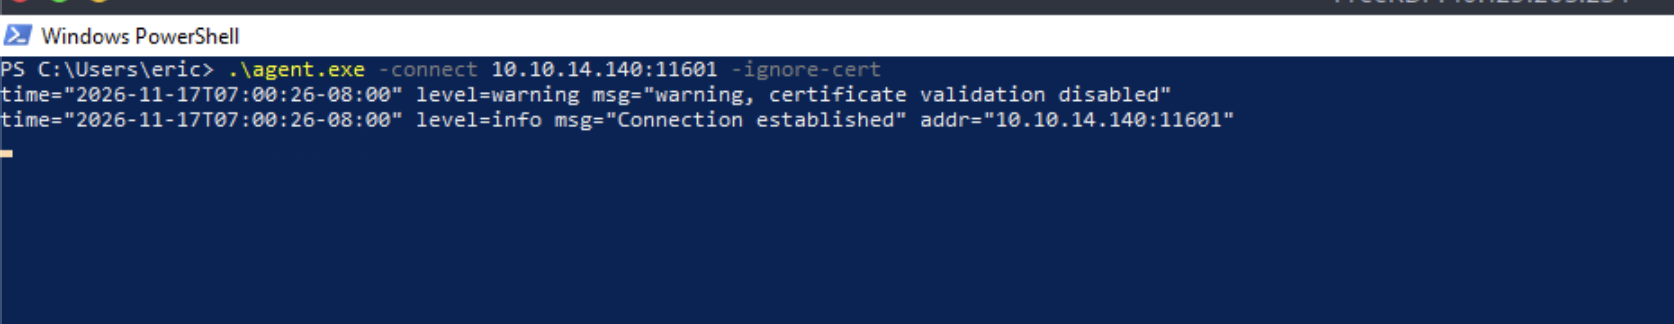 Windows PowerShell
PS C:\Users\eric> .\agent.exe -connect 10.10.14.140:11601 -ignore-cert
time="2026-11-17T07:00:26-08:00" level=warning msg="warning, certificate validation disabled"
time="2026-11-17T07:00:26-08:00" level=info msg="Connection established" addr="10.10.14.140:11601"